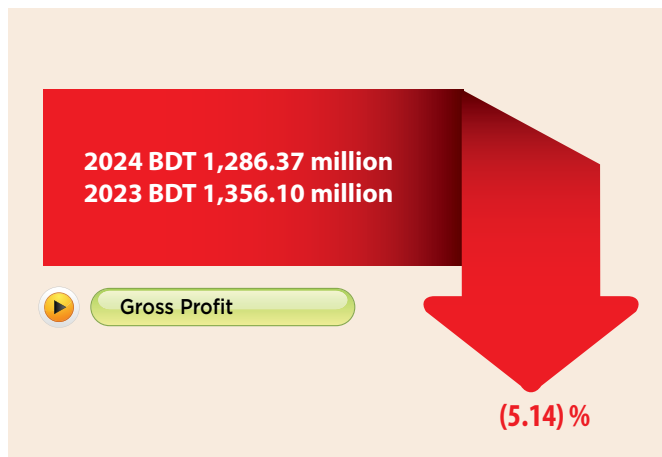 2024 BDT 1,286.37 million
2023 BDT 1,356.10 million
Gross Profit
(5.14) %